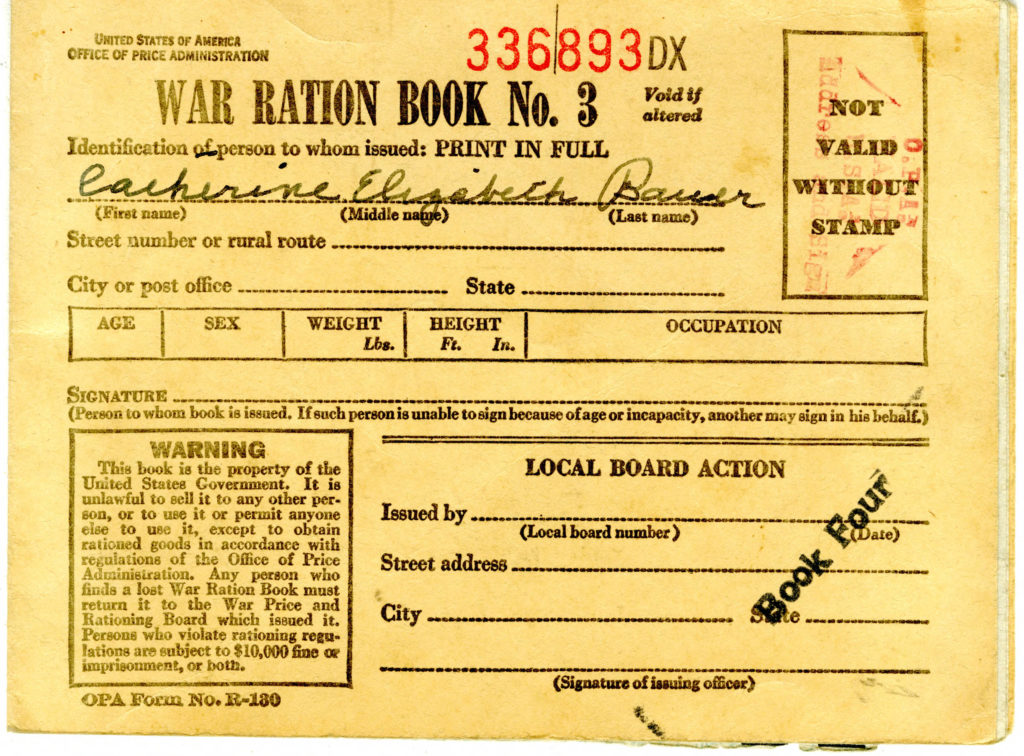 UNITED STATES OF AMERICA
OFFICE OF PRICE ADMINISTRATION
336893 DX
WAR RATION BOOK No. 3
Void if
altered
Identification of person to whom issued: PRINT IN FULL
Catherine Elizabeth Bauer
(First name) (Middle name) (Last name)
Street number or rural route
City or post office State
NOT
VALID
WITHOUT
STAMP
AGE SEX WEIGHT HEIGHT OCCUPATION
Lbs. Ft. In.
SIGNATURE
(Person to whom book is issued. If such person is unable to sign because of age or incapacity, another may sign in his behalf.)
WARNING
This book is the property of the
United States Government. It is
unlawful to sell it to any other per-
son, or to use it or permit anyone
else to use it, except to obtain
rationed goods in accordance with
regulations of the Office of Price
Administration. Any person who
finds a lost War Ration Book must
return it to the War Price and
Rationing Board which issued it.
Persons who violate rationing regu-
lations are subject to $10,000 fine or
imprisonment, or both.
OPA Form No. R-130
LOCAL BOARD ACTION
Issued by
(Local board number) (Date)
Street address
City State
(Signature of issuing officer)
Book Four